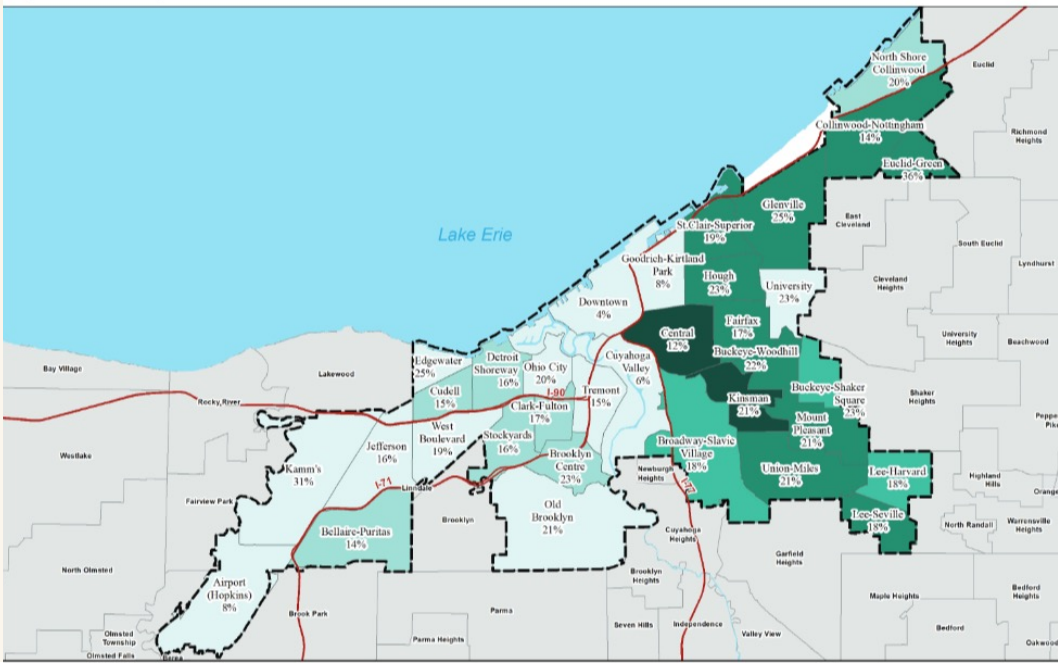 North Shore
Collinwood
20%
Euclid
Collinwood-Nottingham
14%
Richmond
Heights
Euclid-Green
36%
Glenville
25%
East
Cleveland
St.Clair-Superior
19%
Lake Erie
South Euclid
Lyndhurst
Goodrich-Kirtland
Park
8%
Hough
23%
University
23%
Cleveland
Heights
Downtown
4%
Fairfax
17%
Central
12%
University
Heights
Beachwood
Buckeye-Woodhill
22%
Edgewater
25%
Detroit
Shoreway
16%
Ohio City
20%
Cuyahoga
Valley
6%
Bay Village
Lakewood
Cudell
15%
I-90
Tremont
15%
Buckeye-Shaker
Square
23%
Shaker
Heights
Rocky River
Clark-Fulton
17%
Kinsman
21%
Mount
Pleasant
21%
Pepper
Pike
West
Boulevard
19%
Stockyards
16%
Westlake
Jefferson
16%
Broadway-Slavic
Village
18%
Brooklyn
Centre
23%
Kamm's
31%
Newburgh
Heights
Union-Miles
21%
Lee-Harvard
18%
Highland
Hills
Orange
I-71
Linndale
I-77
Fairview Park
Old
Brooklyn
21%
Brooklyn
Lee-Seville
18%
North Randall
Warrensville
Heights
Bellaire-Puritas
14%
Cuyahoga
Heights
Garfield
Heights
North Olmsted
Airport
(Hopkins)
8%
Brooklyn
Heights
Bedford
Heights
Maple Heights
Brook Park
Parma
Seven Hills
Independence
Valley View
Bedford
Oakwood
Olmsted
Township
Parma Heights
Olmsted Falls
Berea